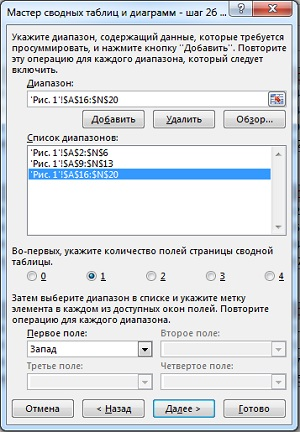 Мастер сводных таблиц и диаграмм - шаг 2б ...
Укажите диапазон, содержащий данные, которые требуется
просуммировать, и нажмите кнопку "Добавить". Повторите
эту операцию для каждого диапазона, который следует
включить.
Диапазон:
'Рис. 1'!$A$16:$N$20
Добавить Удалить Обзор...
Список диапазонов:
'Рис. 1'!$A$2:$N$6
'Рис. 1'!$A$9:$N$13
'Рис. 1'!$A$16:$N$20
Во-первых, укажите количество полей страницы сводной
таблицы.
0 1 2 3 4
Затем выберите диапазон в списке и укажите метку
элемента в каждом из доступных окон полей. Повторите
операцию для каждого диапазона.
Первое поле: Второе поле:
Запад
Третье поле: Четвертое поле:
Отмена < Назад Далее > Готово